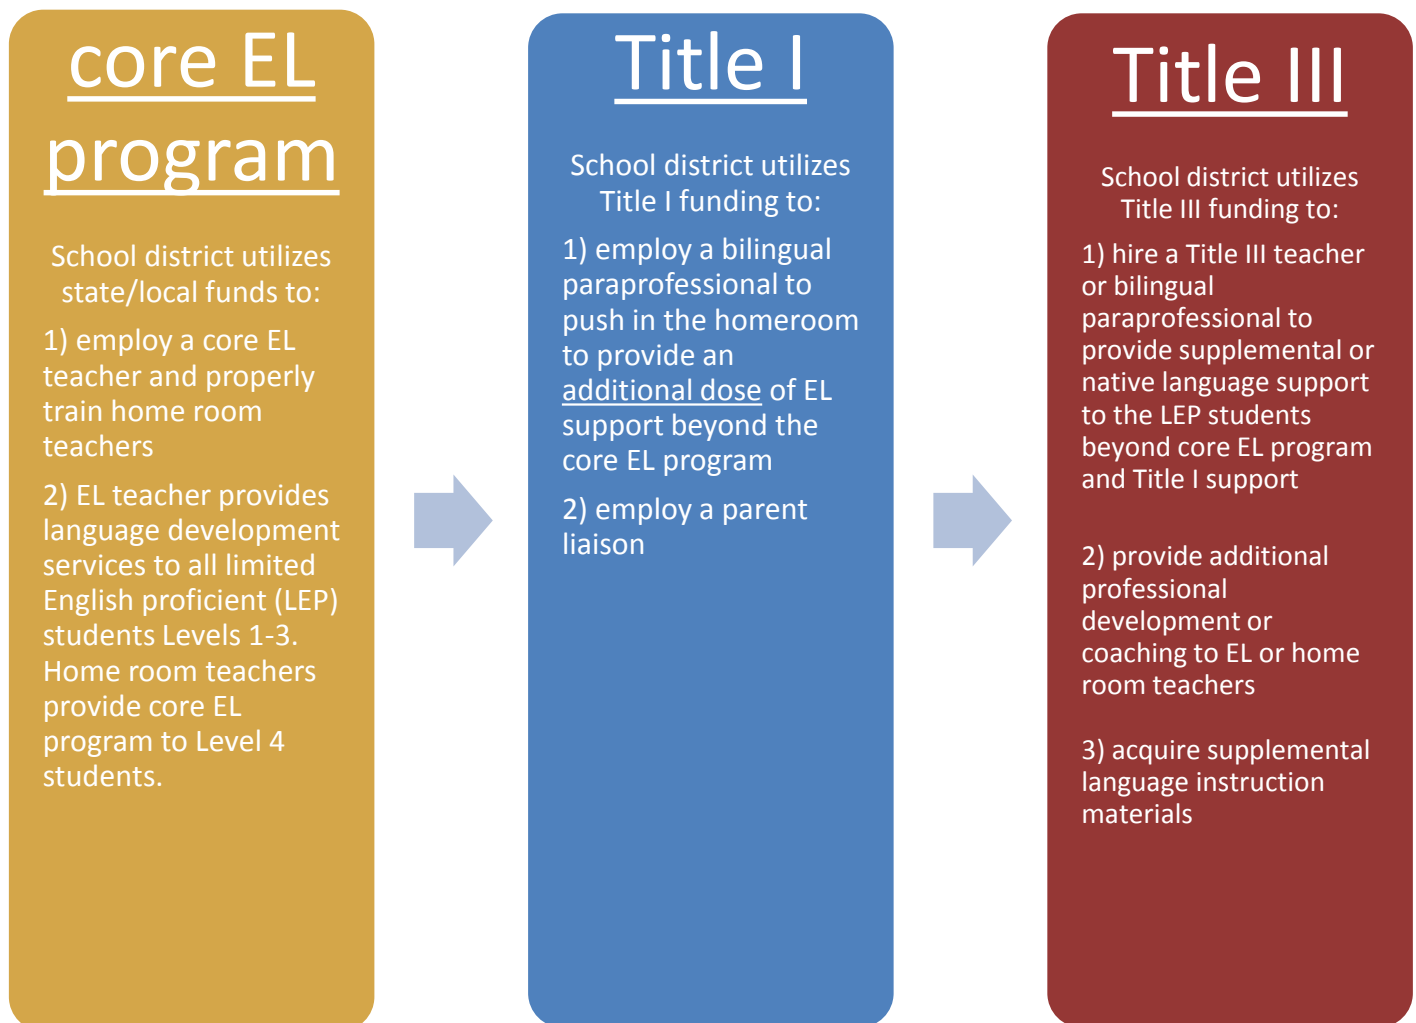 core EL
program
School district utilizes
state/local funds to:
1) employ a core EL
teacher and properly
train home room
teachers
2) EL teacher provides
language development
services to all limited
English proficient (LEP)
students Levels 1-3.
Home room teachers
provide core EL
program to Level 4
students.
Title I
School district utilizes
Title I funding to:
1) employ a bilingual
paraprofessional to
push in the homeroom
to provide an
additional dose of EL
support beyond the
core EL program
2) employ a parent
liaison
Title III
School district utilizes
Title III funding to:
1) hire a Title III teacher
or bilingual
paraprofessional to
provide supplemental or
native language support
to the LEP students
beyond core EL program
and Title I support
2) provide additional
professional
development or
coaching to EL or home
room teachers
3) acquire supplemental
language instruction
materials